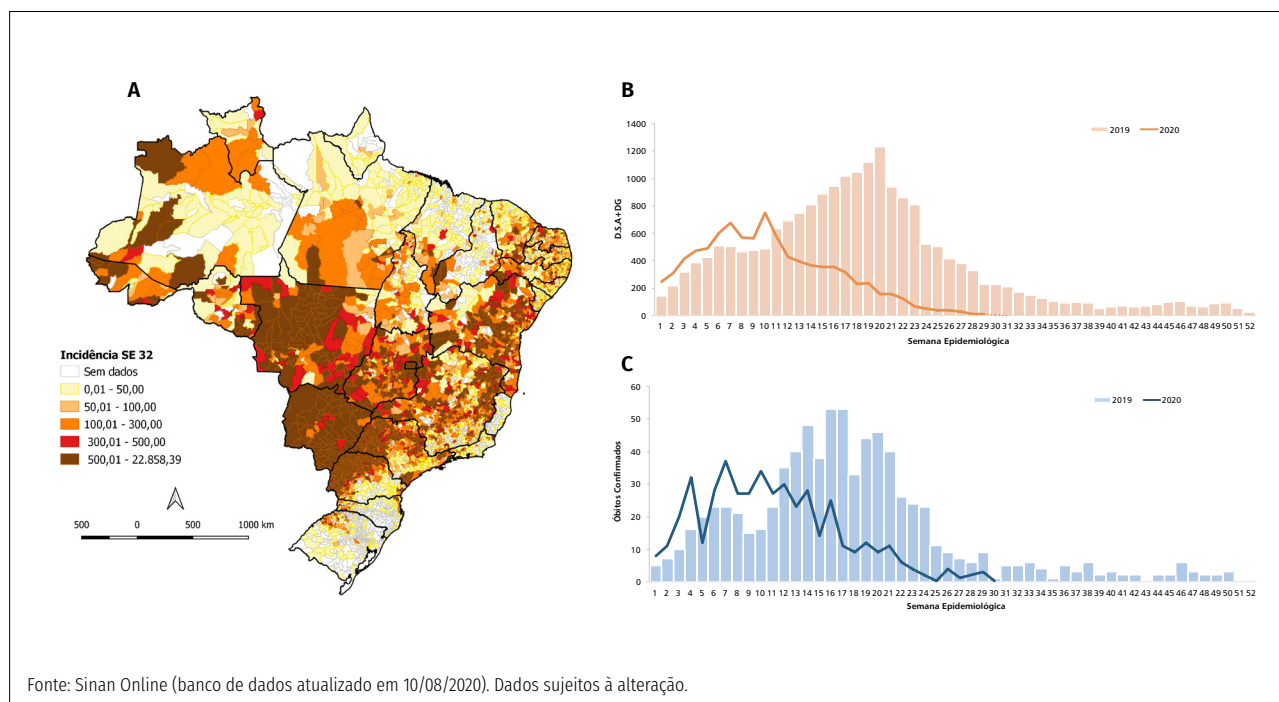 A
Incidência SE 32
Sem dados
0,01 - 50,00
50,01 - 100,00
100,01 - 300,00
300,01 - 500,00
500,01 - 22.858,39
500 0 500 1000 km
B
1400
1200
1000
800
600
400
200
0
D.S.A+DG
2019 2020
1 2 3 4 5 6 7 8 9 10 11 12 13 14 15 16 17 18 19 20 21 22 23 24 25 26 27 28 29 30 31 32 33 34 35 36 37 38 39 40 41 42 43 44 45 46 47 48 49 50 51 52
Semana Epidemiológica
C
60
50
40
30
20
10
0
Óbitos Confirmados
2019 2020
1 2 3 4 5 6 7 8 9 10 11 12 13 14 15 16 17 18 19 20 21 22 23 24 25 26 27 28 29 30 31 32 33 34 35 36 37 38 39 40 41 42 43 44 45 46 47 48 49 50 51 52
Semana Epidemiológica
Fonte: Sinan Online (banco de dados atualizado em 10/08/2020). Dados sujeitos à alteração.